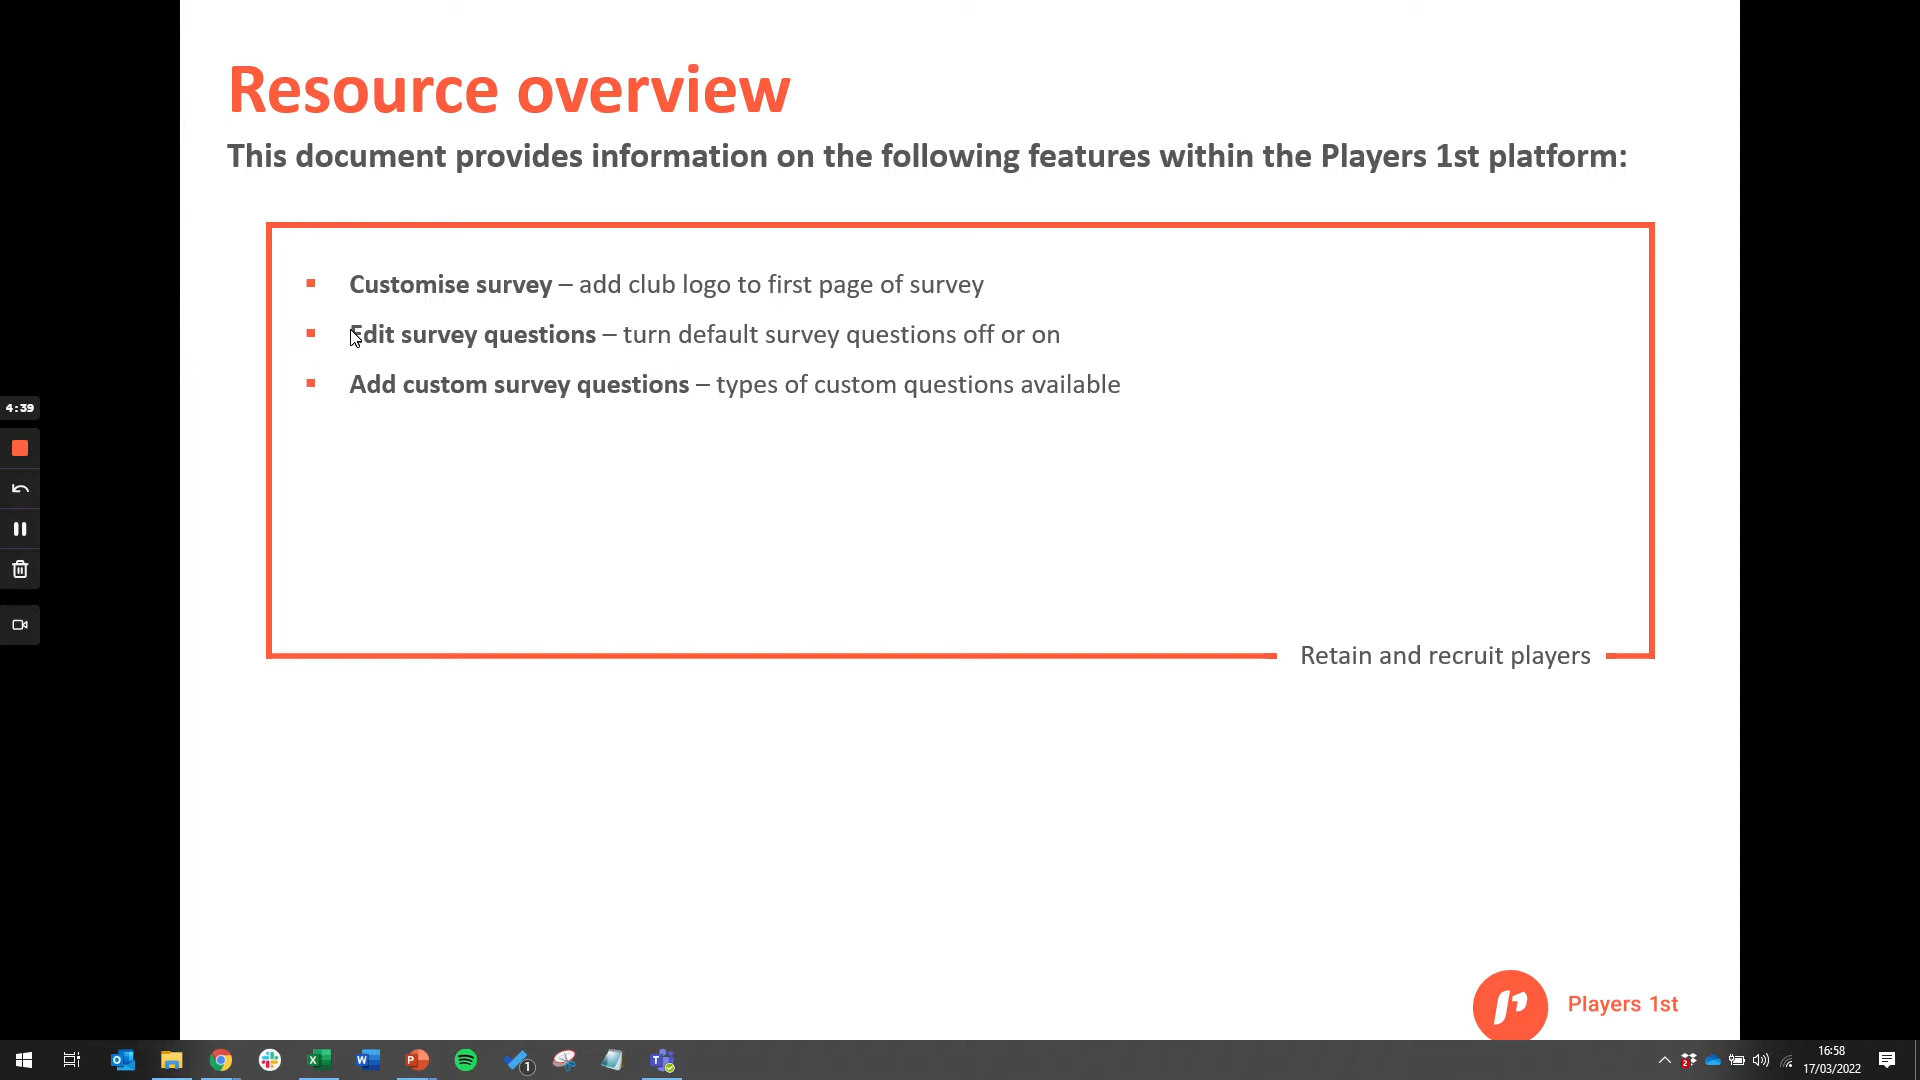 Resource overview
This document provides information on the following features within the Players 1st platform:
Customise survey – add club logo to first page of survey
Edit survey questions – turn default survey questions off or on
Add custom survey questions – types of custom questions available
Retain and recruit players
4:39
Players 1st
1
2
16:58
17/03/2022